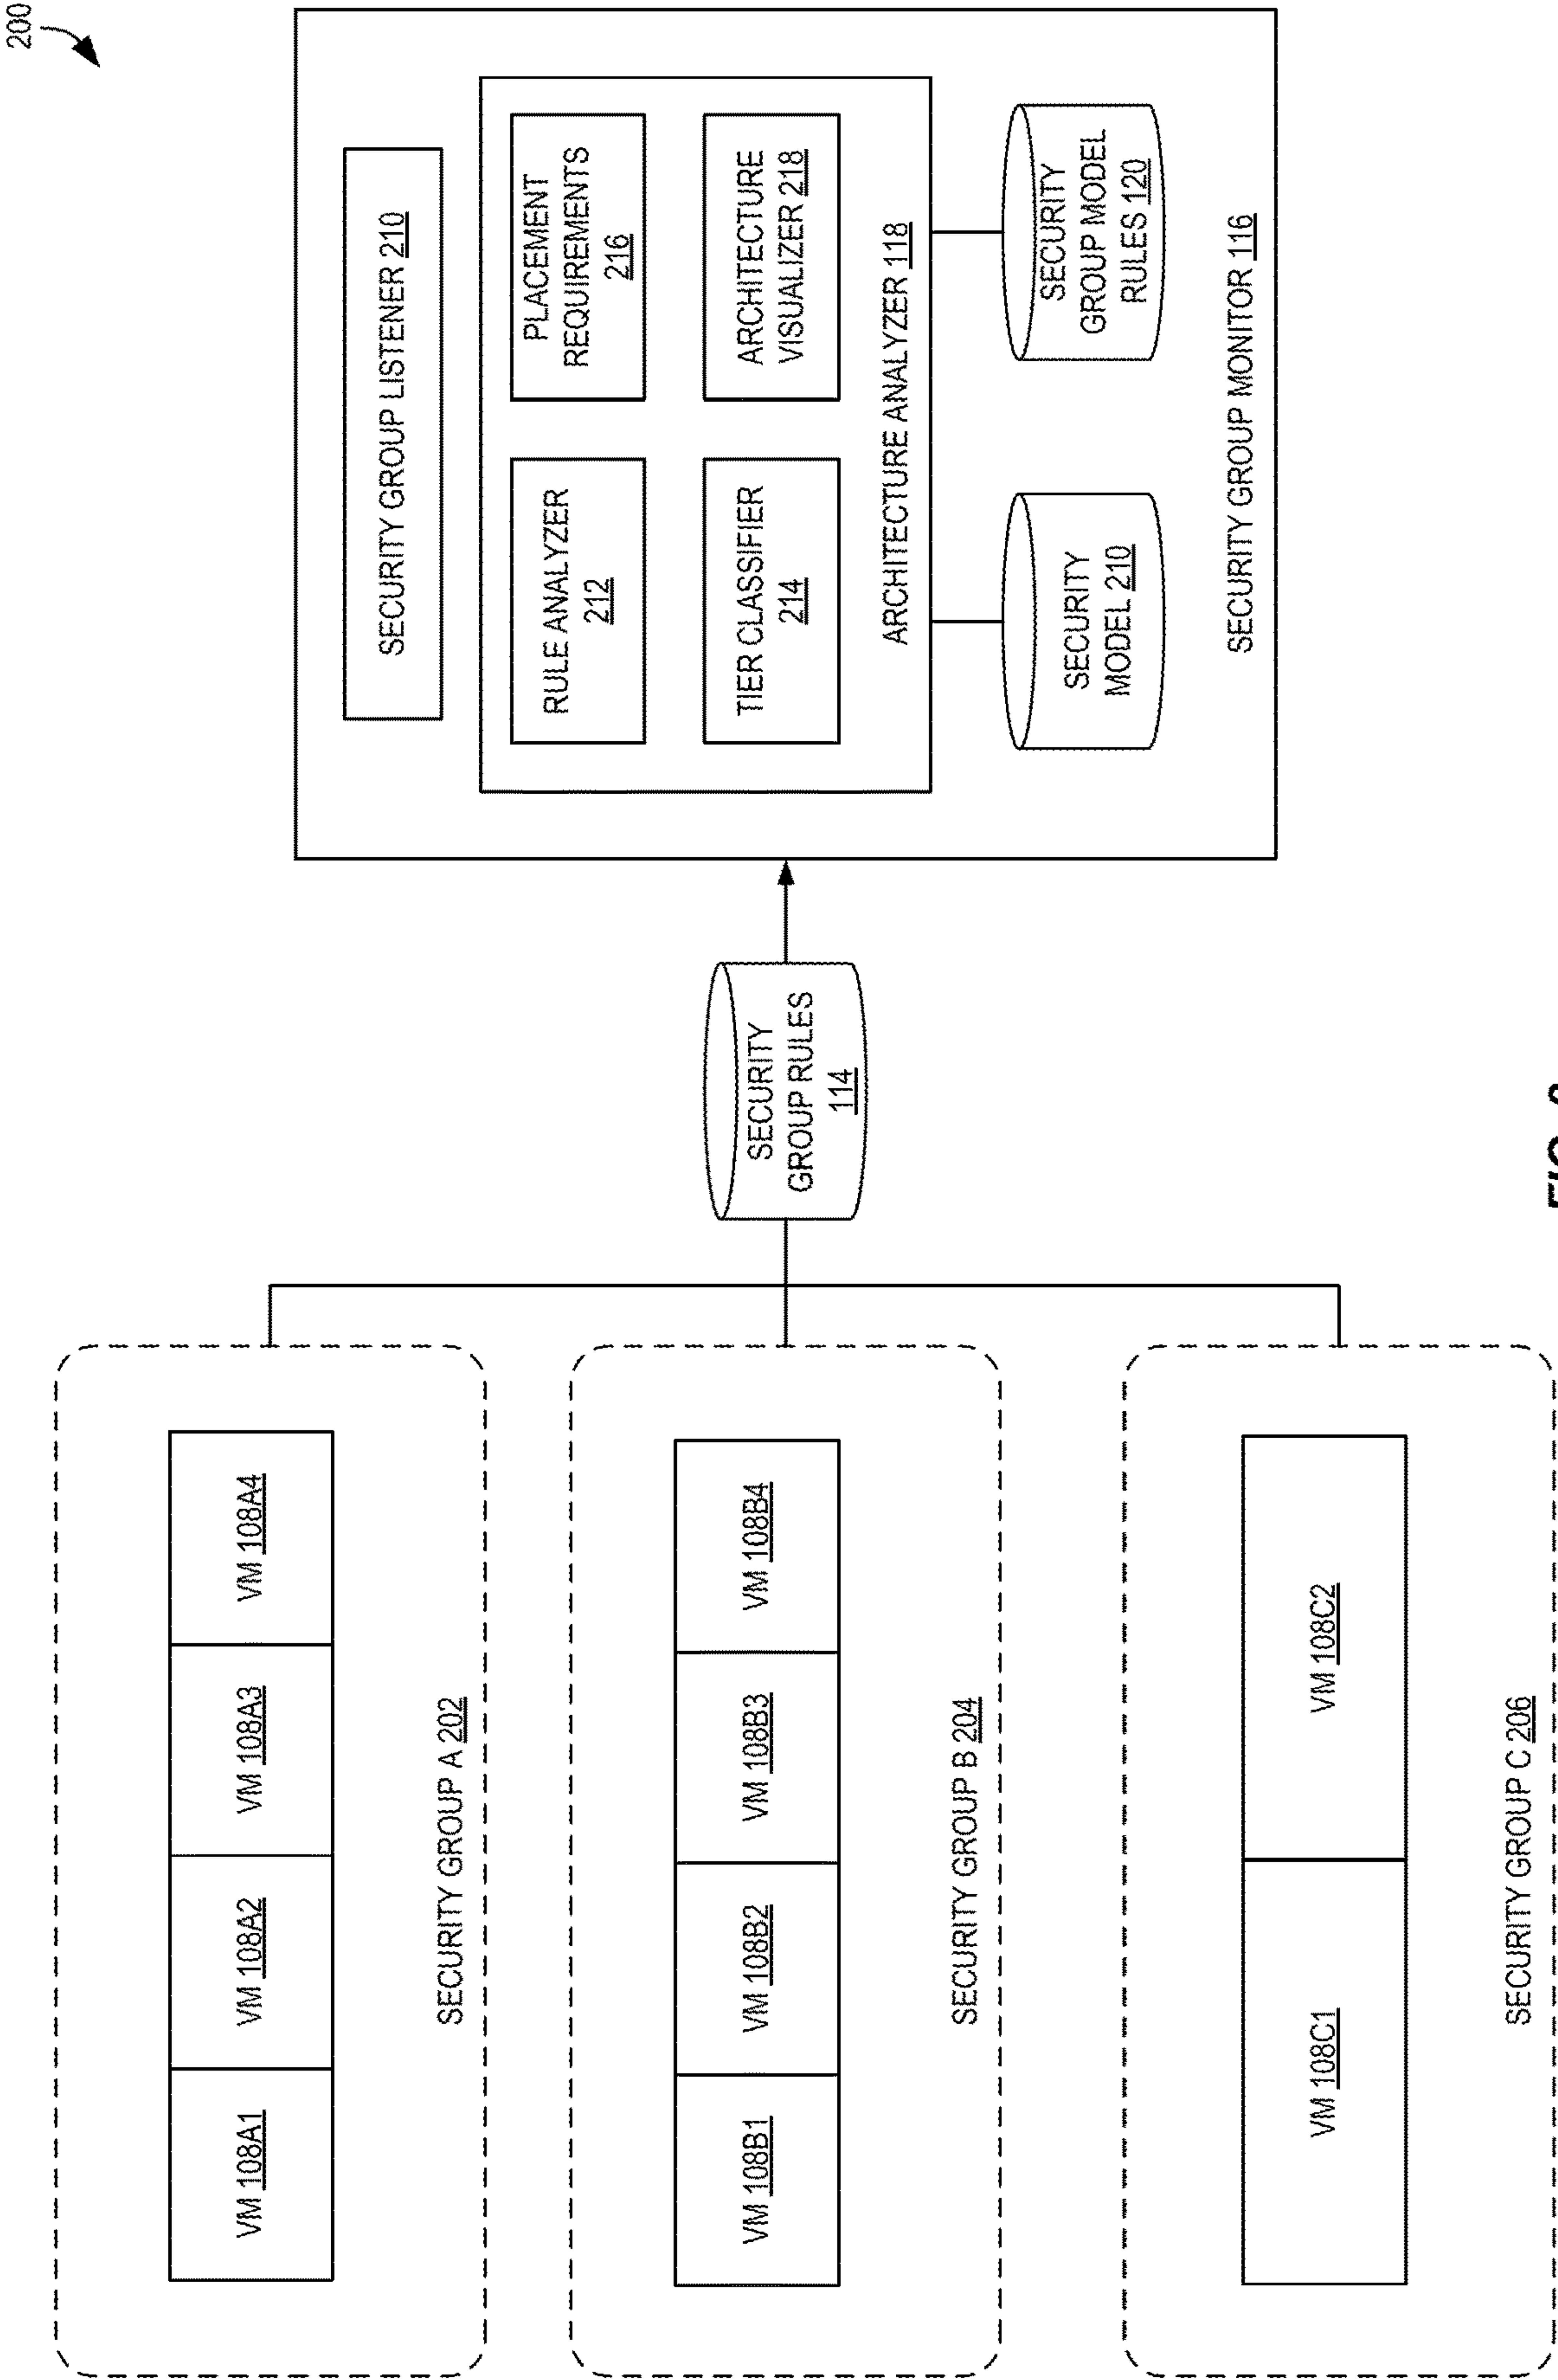 200
VM 108A1
VM 108A2
VM 108A3
VM 108A4
SECURITY GROUP A 202
VM 108B1
VM 108B2
VM 108B3
VM 108B4
SECURITY GROUP B 204
VM 108C1
VM 108C2
SECURITY GROUP C 206
SECURITY
GROUP RULES
114
SECURITY GROUP LISTENER 210
RULE ANALYZER
212
PLACEMENT
REQUIREMENTS
216
TIER CLASSIFIER
214
ARCHITECTURE
VISUALIZER 218
ARCHITECTURE ANALYZER 118
SECURITY
MODEL 210
SECURITY
GROUP MODEL
RULES 120
SECURITY GROUP MONITOR 116
FIG.